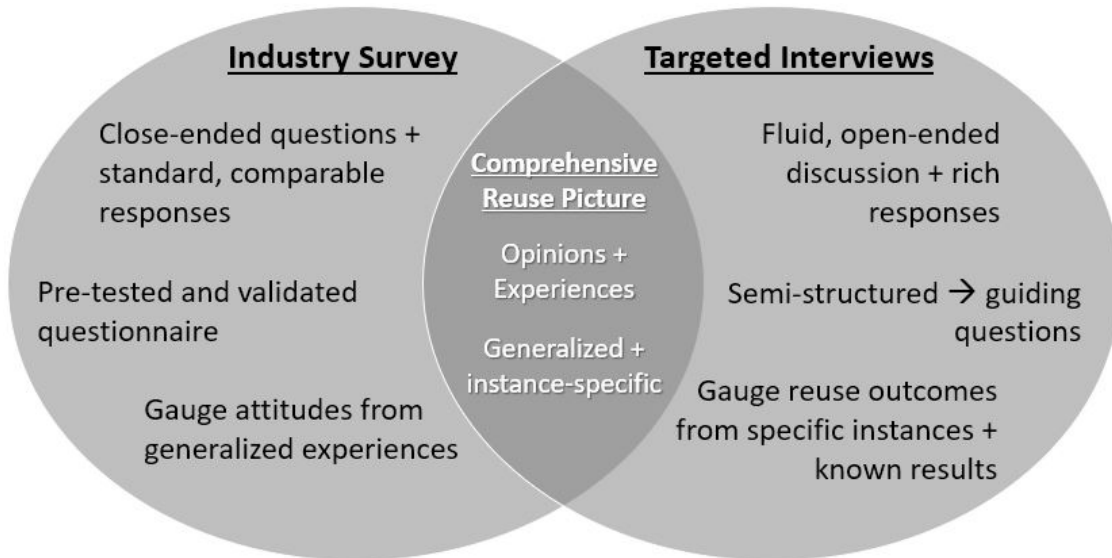 Industry Survey
Close-ended questions +
standard, comparable
responses
Pre-tested and validated
questionnaire
Gauge attitudes from
generalized experiences
Comprehensive
Reuse Picture
Opinions +
Experiences
Generalized +
instance-specific
Targeted Interviews
Fluid, open-ended
discussion + rich
responses
Semi-structured → guiding
questions
Gauge reuse outcomes
from specific instances +
known results